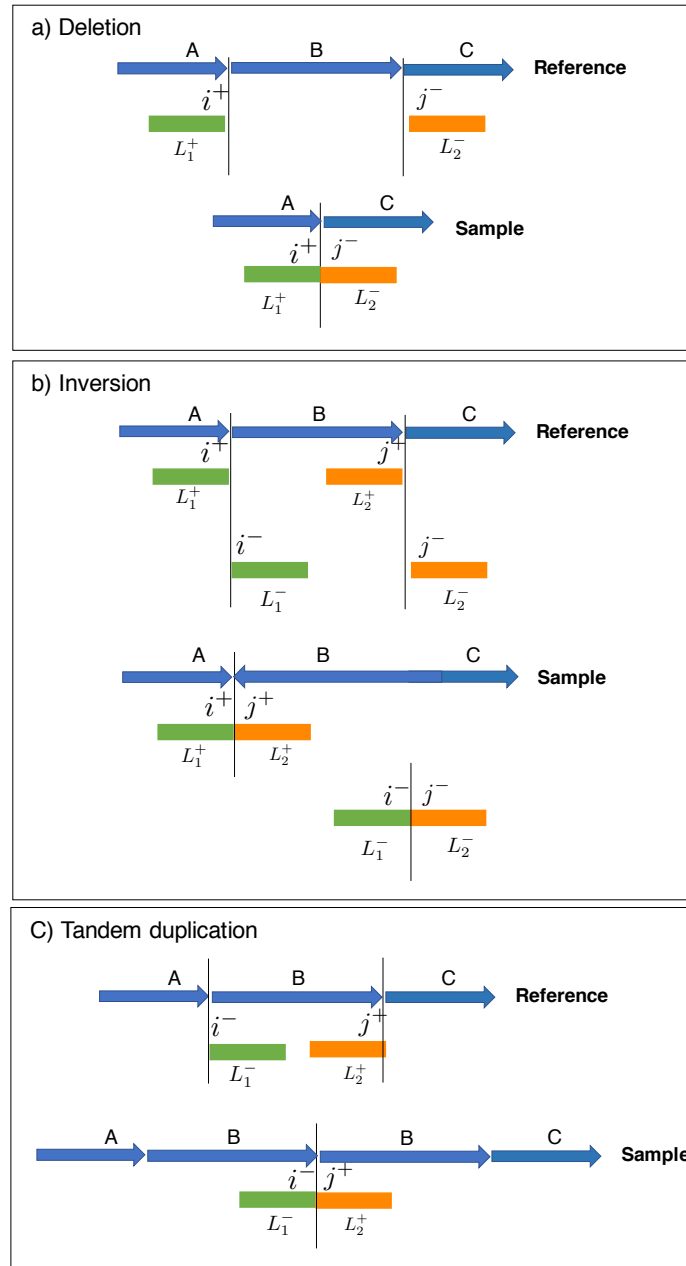 a) Deletion
A B C
Reference
i⁺ j⁻
L₁⁺ L₂⁻
A C
Sample
i⁺ j⁻
L₁⁺ L₂⁻
b) Inversion
A B C
Reference
i⁺ j⁺
L₁⁺ L₂⁺
i⁻ j⁻
L₁⁻ L₂⁻
A B C
Sample
i⁺ j⁺
L₁⁺ L₂⁺
i⁻ j⁻
L₁⁻ L₂⁻
C) Tandem duplication
A B C
Reference
i⁻ j⁺
L₁⁻ L₂⁺
A B B C
Sample
i⁻ j⁺
L₁⁻ L₂⁺